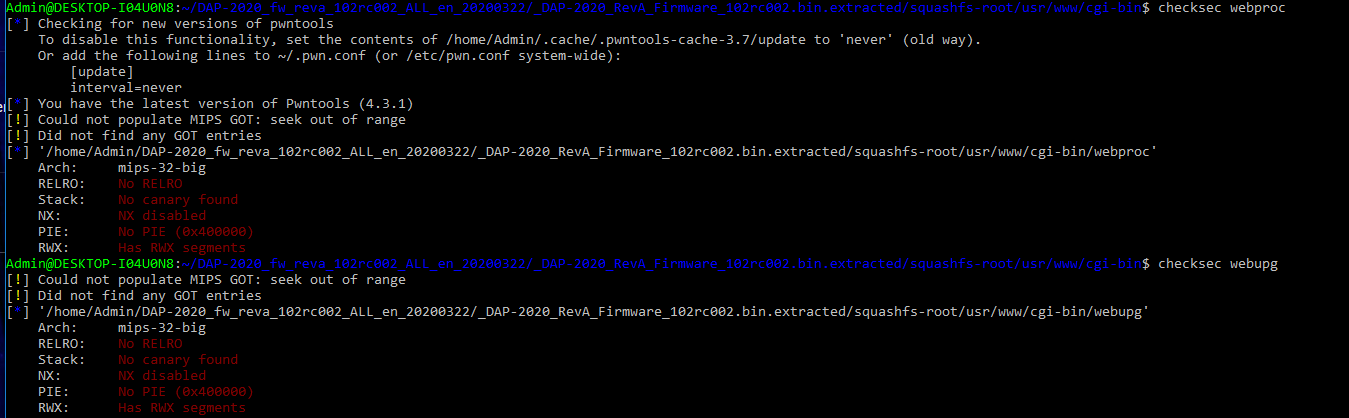 Admin@DESKTOP-I04U0N8:~/DAP-2020_fw_reva_102rc002_ALL_en_20200322/_DAP-2020_RevA_Firmware_102rc002.bin.extracted/squashfs-root/usr/www/cgi-bin$ checksec webproc
[*] Checking for new versions of pwntools
    To disable this functionality, set the contents of /home/Admin/.cache/.pwntools-cache-3.7/update to 'never' (old way).
    Or add the following lines to ~/.pwn.conf (or /etc/pwn.conf system-wide):
        [update]
        interval=never
[*] You have the latest version of Pwntools (4.3.1)
[!] Could not populate MIPS GOT: seek out of range
[!] Did not find any GOT entries
[*] '/home/Admin/DAP-2020_fw_reva_102rc002_ALL_en_20200322/_DAP-2020_RevA_Firmware_102rc002.bin.extracted/squashfs-root/usr/www/cgi-bin/webproc'
    Arch:     mips-32-big
    RELRO:    No RELRO
    Stack:    No canary found
    NX:       NX disabled
    PIE:      No PIE (0x400000)
    RWX:      Has RWX segments
Admin@DESKTOP-I04U0N8:~/DAP-2020_fw_reva_102rc002_ALL_en_20200322/_DAP-2020_RevA_Firmware_102rc002.bin.extracted/squashfs-root/usr/www/cgi-bin$ checksec webupg
[!] Could not populate MIPS GOT: seek out of range
[!] Did not find any GOT entries
[*] '/home/Admin/DAP-2020_fw_reva_102rc002_ALL_en_20200322/_DAP-2020_RevA_Firmware_102rc002.bin.extracted/squashfs-root/usr/www/cgi-bin/webupg'
    Arch:     mips-32-big
    RELRO:    No RELRO
    Stack:    No canary found
    NX:       NX disabled
    PIE:      No PIE (0x400000)
    RWX:      Has RWX segments